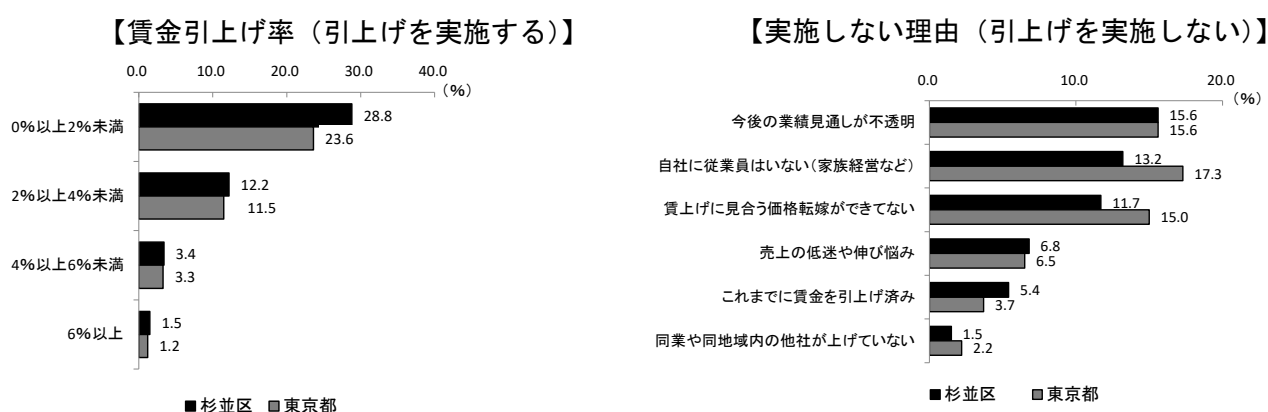 【賃金引上げ率（引上げを実施する）】
0.0 10.0 20.0 30.0 40.0
（%）
0%以上2%未満 28.8
23.6
2%以上4%未満 12.2
11.5
4%以上6%未満 3.4
3.3
6%以上 1.5
1.2
■杉並区 ■東京都
【実施しない理由（引上げを実施しない）】
0.0 10.0 20.0
（%）
今後の業績見通しが不透明 15.6
15.6
自社に従業員はいない（家族経営など） 13.2
17.3
賃上げに見合う価格転嫁ができてない 11.7
15.0
売上の低迷や伸び悩み 6.8
6.5
これまでに賃金を引上げ済み 5.4
3.7
同業や同地域内の他社が上げていない 1.5
2.2
■杉並区 ■東京都